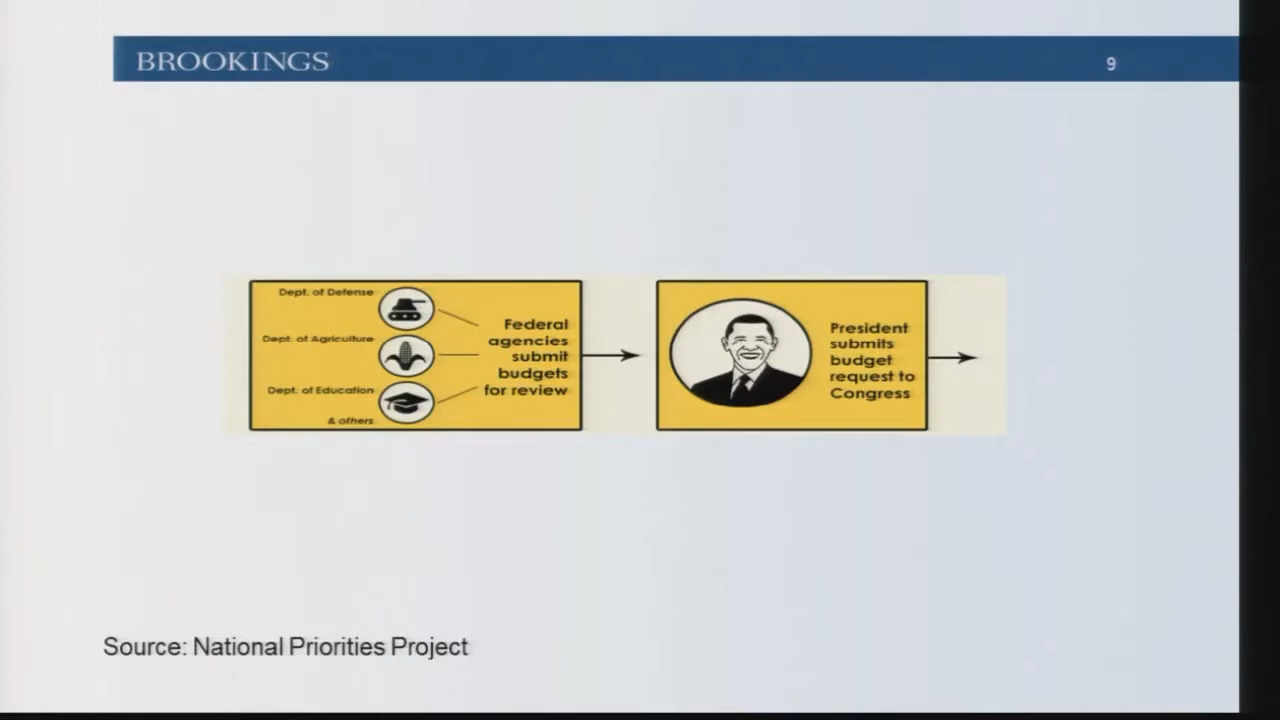 BROOKINGS
9
Dept. of Defense
Dept. of Agriculture
Dept. of Education
& others
Federal
agencies
submit
budgets
for review
President
submits
budget
request to
Congress
Source: National Priorities Project